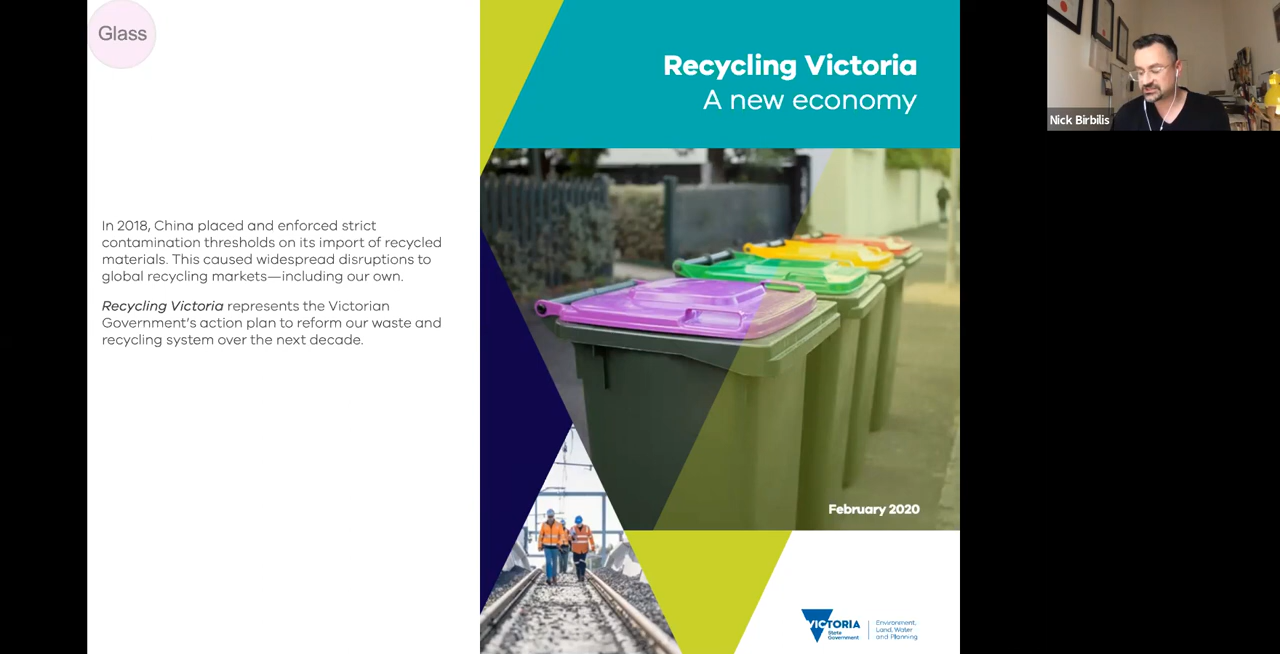 Glass
In 2018, China placed and enforced strict
contamination thresholds on its import of recycled
materials. This caused widespread disruptions to
global recycling markets—including our own.
Recycling Victoria represents the Victorian
Government's action plan to reform our waste and
recycling system over the next decade.
Recycling Victoria
A new economy
February 2020
VICTORIA
State
Government
Environment,
Land, Water
and Planning
Nick Birbilis